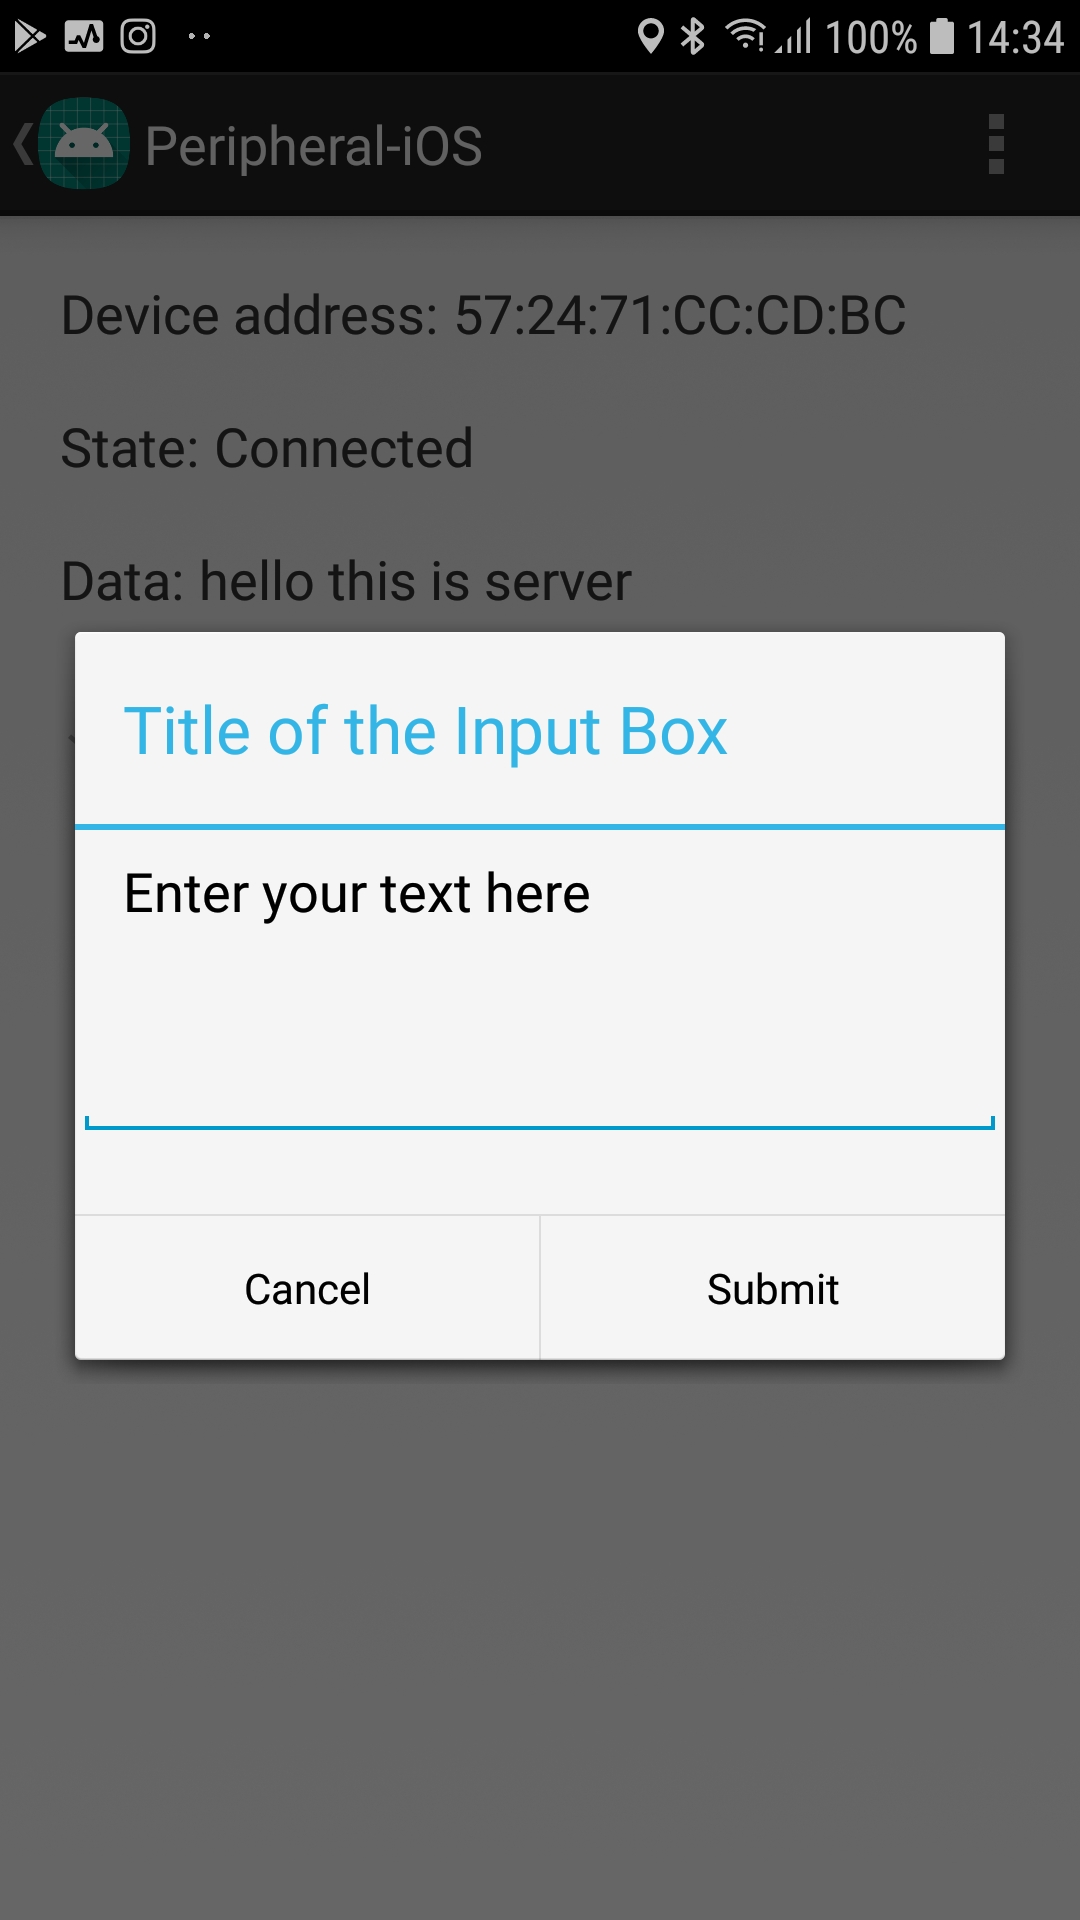 100% 14:34
Peripheral-iOS
Device address: 57:24:71:CC:CD:BC
State: Connected
Data: hello this is server
Title of the Input Box
Enter your text here
Cancel Submit